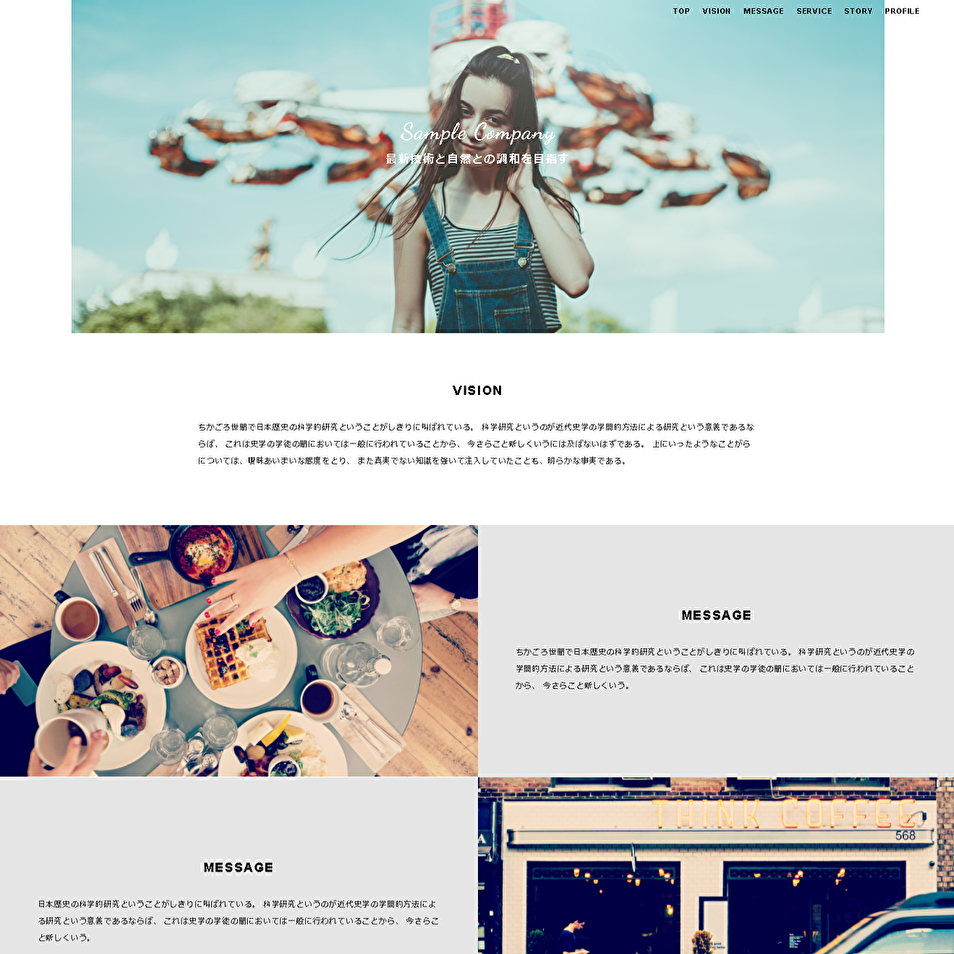 TOP VISION MESSAGE SERVICE STORY PROFILE
Sample Company
最新技術と自然との調和を目指す
VISION
ちかごろ世間で日本歴史の科学的研究ということがしきりに叫ばれている。 科学研究というのが近代史学の学問的方法による研究という意義であるな
らば、 これは史学の学徒の間においては一般に行われていることから、 今さらこと新しくいうには及ばないはずである。 上にいったようなことがら
については、曖昧あいまいな態度をとり、 また真実でない知識を強いて注入していたことも、明らかな事実である。
MESSAGE
ちかごろ世間で日本歴史の科学的研究ということがしきりに叫ばれている。 科学研究というのが近代史学の
学問的方法による研究という意義であるならば、 これは史学の学徒の間においては一般に行われていること
から、 今さらこと新しくいう。
THINK COFFEE
568
MESSAGE
日本歴史の科学的研究ということがしきりに叫ばれている。 科学研究というのが近代史学の学問的方法によ
る研究という意義であるならば、 これは史学の学徒の間においては一般に行われていることから、 今さらこ
と新しくいう。